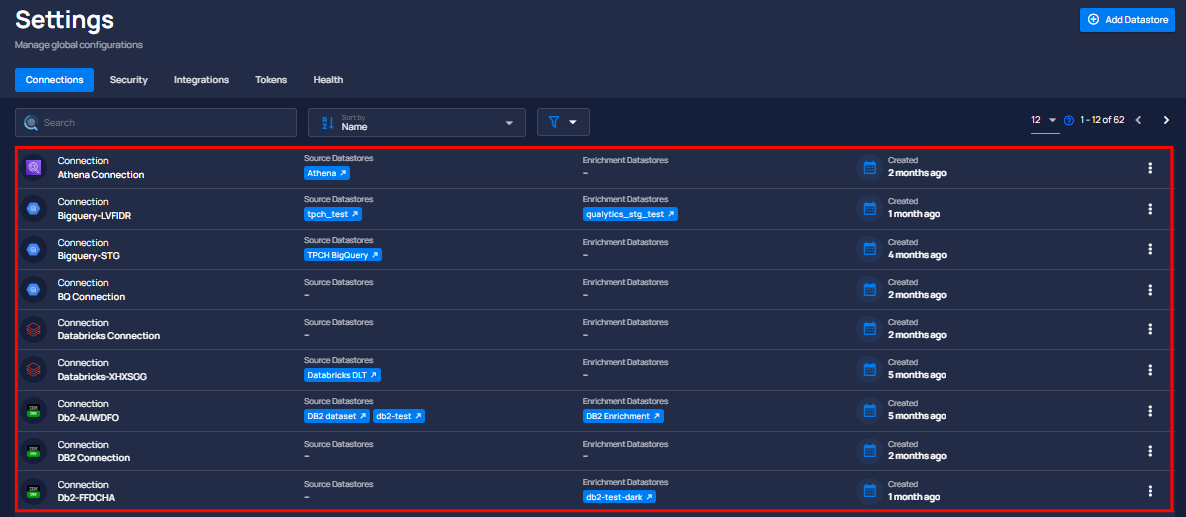 Settings
Manage global configurations
Add Datastore
Connections Security Integrations Tokens Health
Search
Sort by
Name
12 1 - 12 of 62
Connection Source Datastores Enrichment Datastores Created
Athena Connection Athena – 2 months ago
Connection Source Datastores Enrichment Datastores Created
Bigquery-LVFIDR tpch_test qualytics_stg_test 1 month ago
Connection Source Datastores Enrichment Datastores Created
Bigquery-STG TPCH BigQuery – 4 months ago
Connection Source Datastores Enrichment Datastores Created
BQ Connection – – 2 months ago
Connection Source Datastores Enrichment Datastores Created
Databricks Connection – – 2 months ago
Connection Source Datastores Enrichment Datastores Created
Databricks-XHXSGG Databricks DLT – 5 months ago
Connection Source Datastores Enrichment Datastores Created
Db2-AUWDFO DB2 dataset db2-test DB2 Enrichment 5 months ago
Connection Source Datastores Enrichment Datastores Created
DB2 Connection – – 2 months ago
Connection Source Datastores Enrichment Datastores Created
Db2-FFDCHA – db2-test-dark 1 month ago